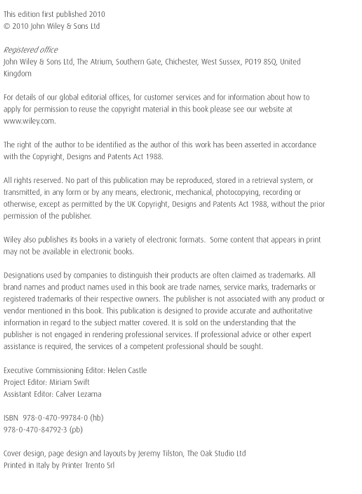 This edition first published 2010
© 2010 John Wiley & Sons Ltd
Registered office
John Wiley & Sons Ltd, The Atrium, Southern Gate, Chichester, West Sussex, PO19 8SQ, United
Kingdom
For details of our global editorial offices, for customer services and for information about how to
apply for permission to reuse the copyright material in this book please see our website at
www.wiley.com.
The right of the author to be identified as the author of this work has been asserted in accordance
with the Copyright, Designs and Patents Act 1988.
All rights reserved. No part of this publication may be reproduced, stored in a retrieval system, or
transmitted, in any form or by any means, electronic, mechanical, photocopying, recording or
otherwise, except as permitted by the UK Copyright, Designs and Patents Act 1988, without the prior
permission of the publisher.
Wiley also publishes its books in a variety of electronic formats. Some content that appears in print
may not be available in electronic books.
Designations used by companies to distinguish their products are often claimed as trademarks. All
brand names and product names used in this book are trade names, service marks, trademarks or
registered trademarks of their respective owners. The publisher is not associated with any product or
vendor mentioned in this book. This publication is designed to provide accurate and authoritative
information in regard to the subject matter covered. It is sold on the understanding that the
publisher is not engaged in rendering professional services. If professional advice or other expert
assistance is required, the services of a competent professional should be sought.
Executive Commissioning Editor: Helen Castle
Project Editor: Miriam Swift
Assistant Editor: Calver Lezama
ISBN 978-0-470-99784-0 (hb)
978-0-470-84792-3 (pb)
Cover design, page design and layouts by Jeremy Tilston, The Oak Studio Ltd
Printed in Italy by Printer Trento Srl